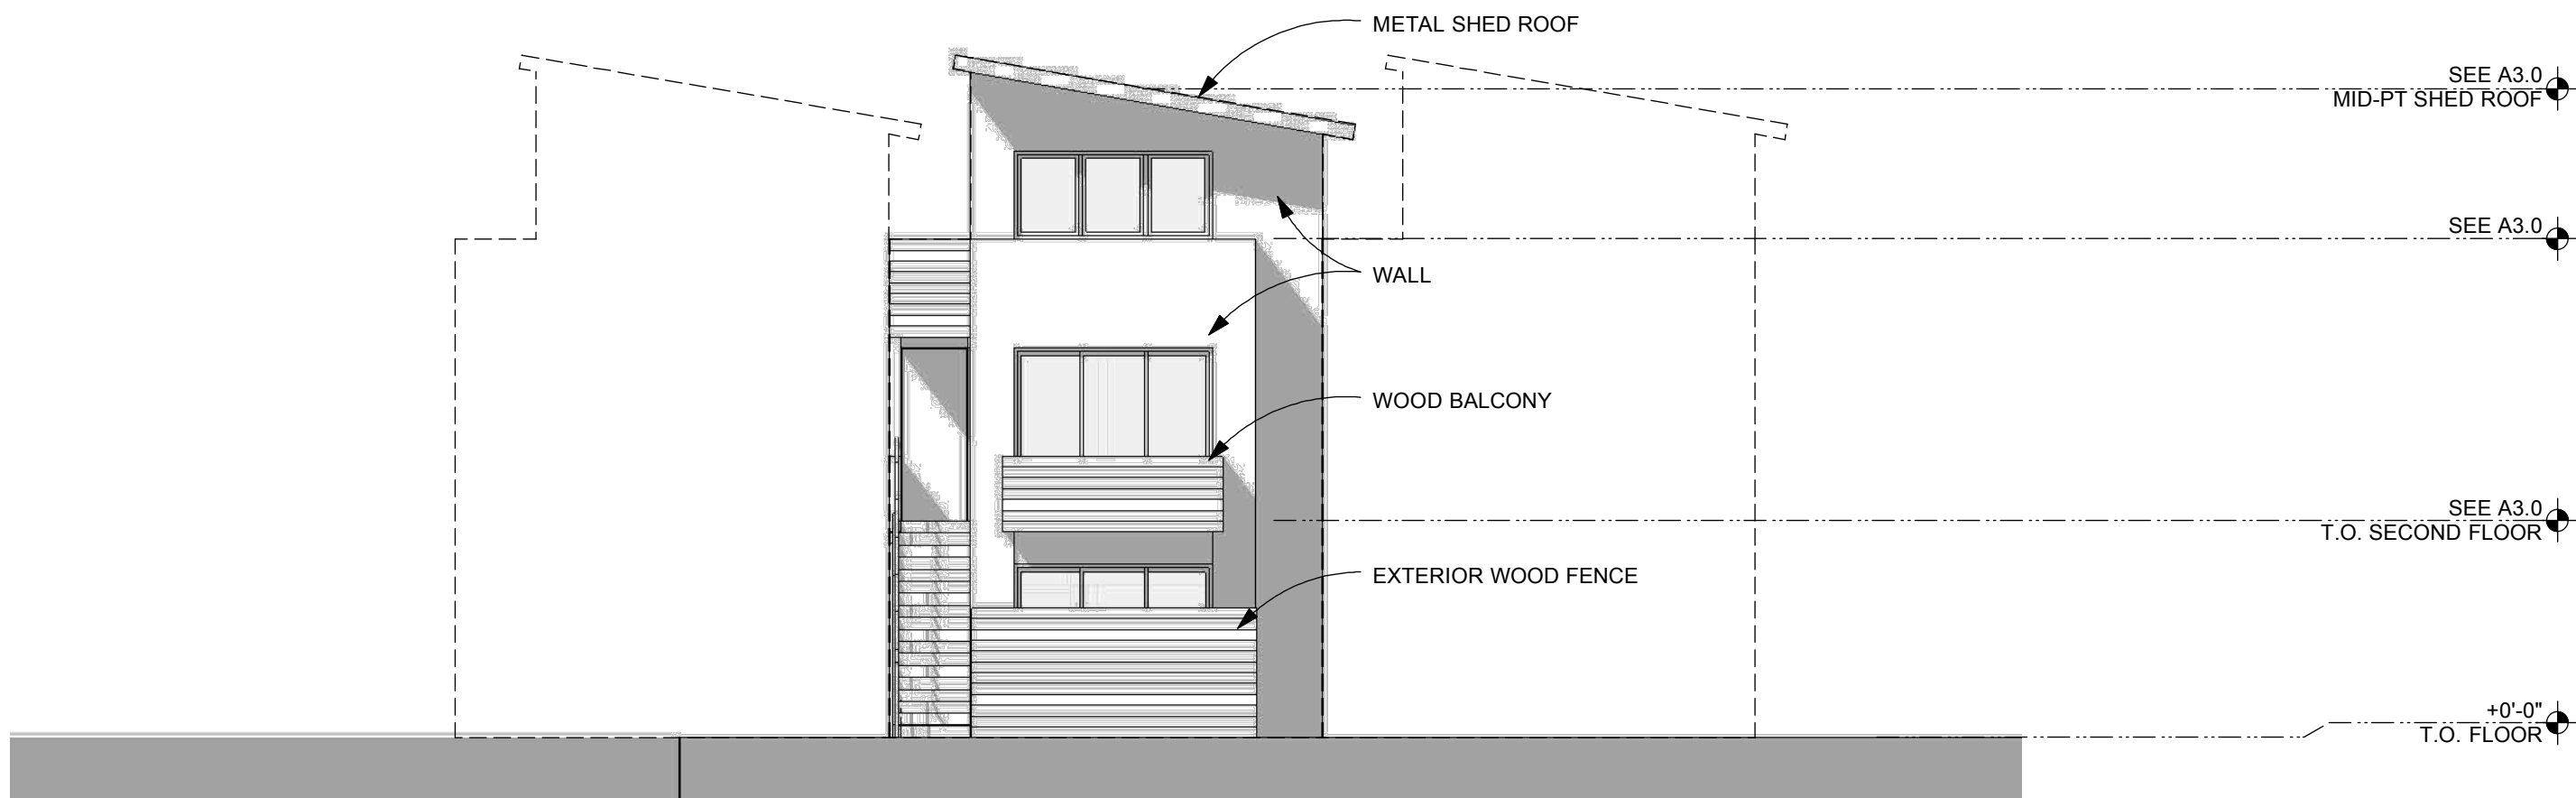 METAL SHED ROOF
SEE A3.0
MID-PT SHED ROOF
SEE A3.0
WALL
WOOD BALCONY
SEE A3.0
T.O. SECOND FLOOR
EXTERIOR WOOD FENCE
+0'-0"
T.O. FLOOR